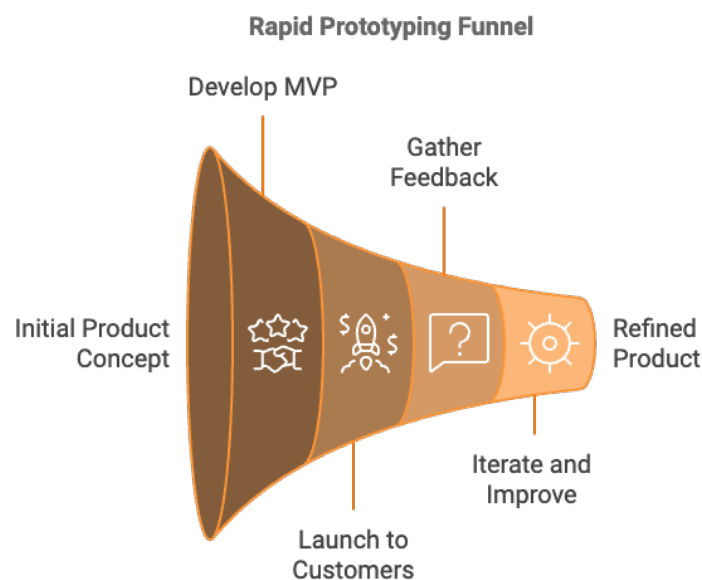 Rapid Prototyping Funnel
Develop MVP
Gather
Feedback
Initial Product
Concept
$
$
?
Refined
Product
Iterate and
Improve
Launch to
Customers